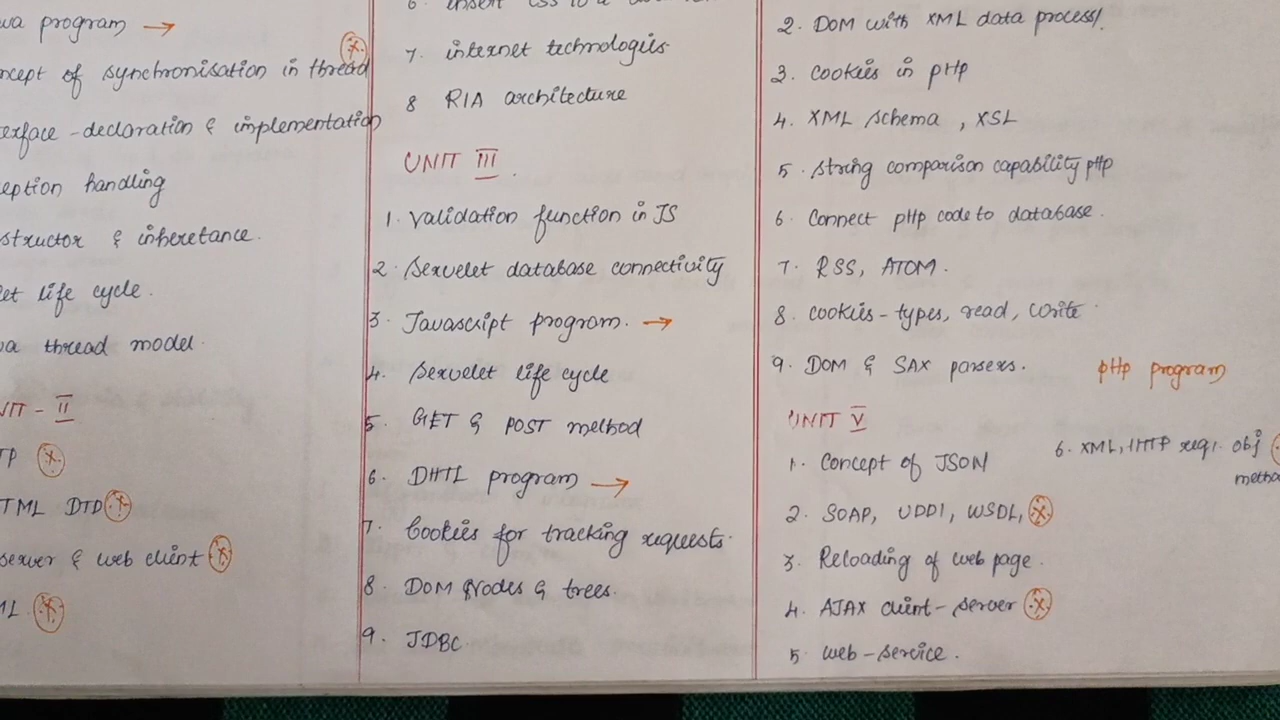 va program →
ncept of synchronisation in thread
erface - declaration & implementation
eption handling
structor & inheretance.
let life cycle.
va thread model.
UNIT - II
TP
TML DTD
server & web client
ML
7. internet technologies
8 RIA architecture
UNIT III
1. Validation function in JS
2. Servelet database connectivity
3. Javascript program. →
4. Servelet life cycle
5. GET & POST method
6. DHTL program →
7. Cookies for tracking requests.
8. DOM Nodes & trees.
9. JDBC
2. DOM with XML data process/.
3. Cookies in pHp
4. XML schema , XSL
5. String comparison capability pHp
6. Connect pHp code to database.
7. RSS, ATOM.
8. cookies - types, read, write.
9. DOM & SAX parsers.
pHp program
UNIT V
1. Concept of JSON
2. SOAP, UDDI, WSDL,
3. Reloading of web page.
4. AJAX client - server
5. web - service.
6. XML, HTTP req. obj
metho